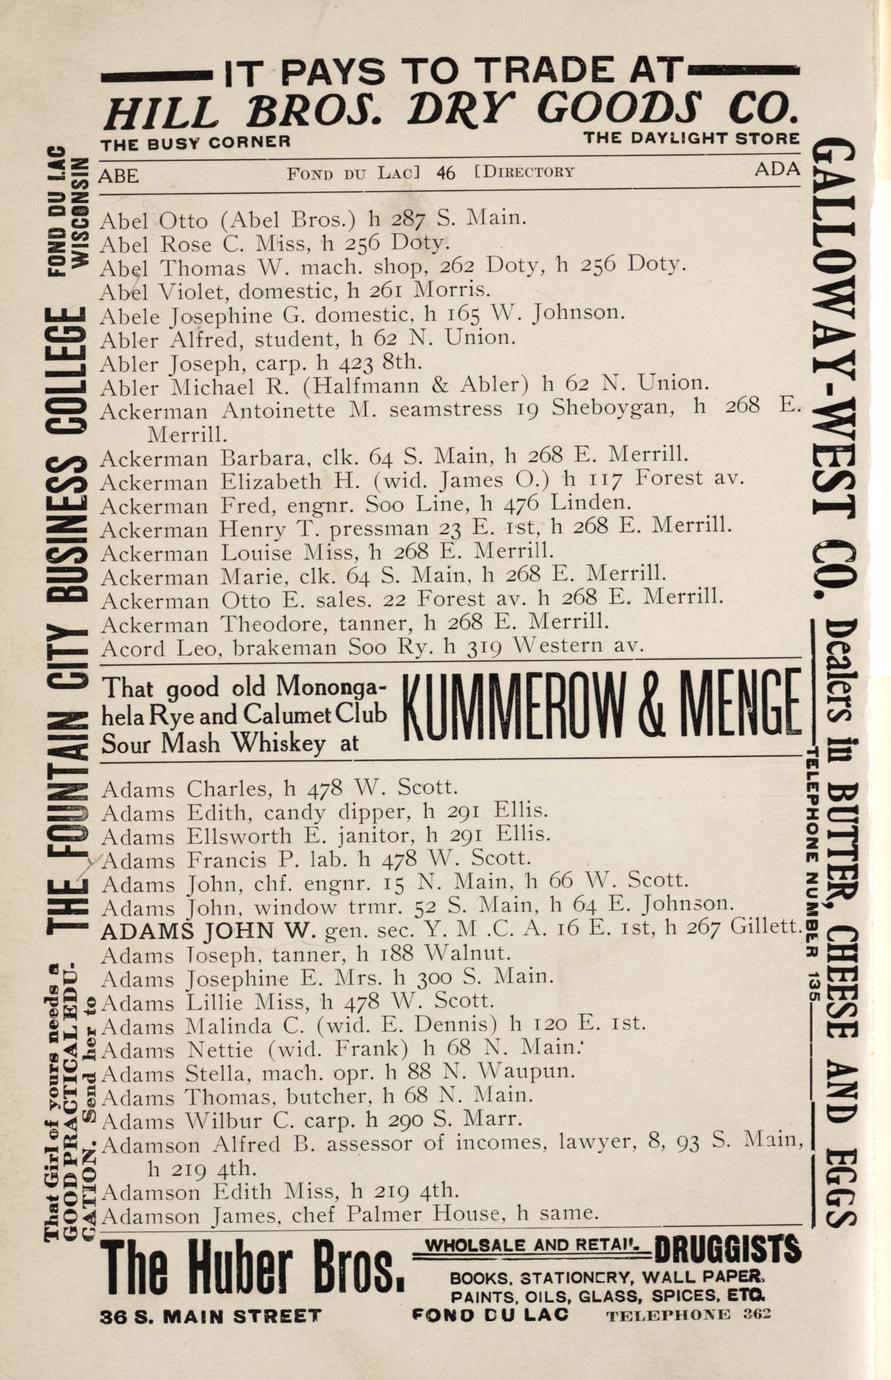 IT PAYS TO TRADE AT
HILL BROS. DRY GOODS CO.
THE BUSY CORNER THE DAYLIGHT STORE
ABE FOND DU LAC] 46 [DIRECTORY ADA
Abel Otto (Abel Bros.) h 287 S. Main.
Abel Rose C. Miss, h 256 Doty.
Abel Thomas W. mach. shop, 262 Doty, h 256 Doty.
Abel Violet, domestic, h 261 Morris.
Abele Josephine G. domestic, h 165 W. Johnson.
Abler Alfred, student, h 62 N. Union.
Abler Joseph, carp. h 423 8th.
Abler Michael R. (Halfmann & Abler) h 62 N. Union.
Ackerman Antoinette M. seamstress 19 Sheboygan, h 268 E.
Merrill.
Ackerman Barbara, clk. 64 S. Main, h 268 E. Merrill.
Ackerman Elizabeth H. (wid. James O.) h 117 Forest av.
Ackerman Fred, engnr. Soo Line, h 476 Linden.
Ackerman Henry T. pressman 23 E. 1st, h 268 E. Merrill.
Ackerman Louise Miss, h 268 E. Merrill.
Ackerman Marie, clk. 64 S. Main, h 268 E. Merrill.
Ackerman Otto E. sales. 22 Forest av. h 268 E. Merrill.
Ackerman Theodore, tanner, h 268 E. Merrill.
Acord Leo, brakeman Soo Ry. h 319 Western av.
That good old Mononga-
hela Rye and Calumet Club
Sour Mash Whiskey at
KUMMEROW & MENGE
Adams Charles, h 478 W. Scott.
Adams Edith, candy dipper, h 291 Ellis.
Adams Ellsworth E. janitor, h 291 Ellis.
Adams Francis P. lab. h 478 W. Scott.
Adams John, chf. engnr. 15 N. Main, h 66 W. Scott.
Adams John, window trmr. 52 S. Main, h 64 E. Johnson.
ADAMS JOHN W. gen. sec. Y. M .C. A. 16 E. 1st, h 267 Gillett.
Adams Joseph, tanner, h 188 Walnut.
Adams Josephine E. Mrs. h 300 S. Main.
Adams Lillie Miss, h 478 W. Scott.
Adams Malinda C. (wid. E. Dennis) h 120 E. 1st.
Adams Nettie (wid. Frank) h 68 N. Main.
Adams Stella, mach. opr. h 88 N. Waupun.
Adams Thomas, butcher, h 68 N. Main.
Adams Wilbur C. carp. h 290 S. Marr.
Adamson Alfred B. assessor of incomes, lawyer, 8, 93 S. Main,
h 219 4th.
Adamson Edith Miss, h 219 4th.
Adamson James, chef Palmer House, h same.
The Huber Bros.
WHOLSALE AND RETAIL DRUGGISTS
BOOKS, STATIONERY, WALL PAPER,
PAINTS, OILS, GLASS, SPICES, ETC.
36 S. MAIN STREET FOND DU LAC TELEPHONE 362
That Girl of yours needs a
GOOD PRACTICAL EDU-
CATION. Send her to
THE FOUNTAIN CITY BUSINESS COLLEGE
FOND DU LAC
WISCONSIN
GALLOWAY-WEST CO. Dealers in BUTTER, CHEESE AND EGGS
TELEPHONE NUMBER 135